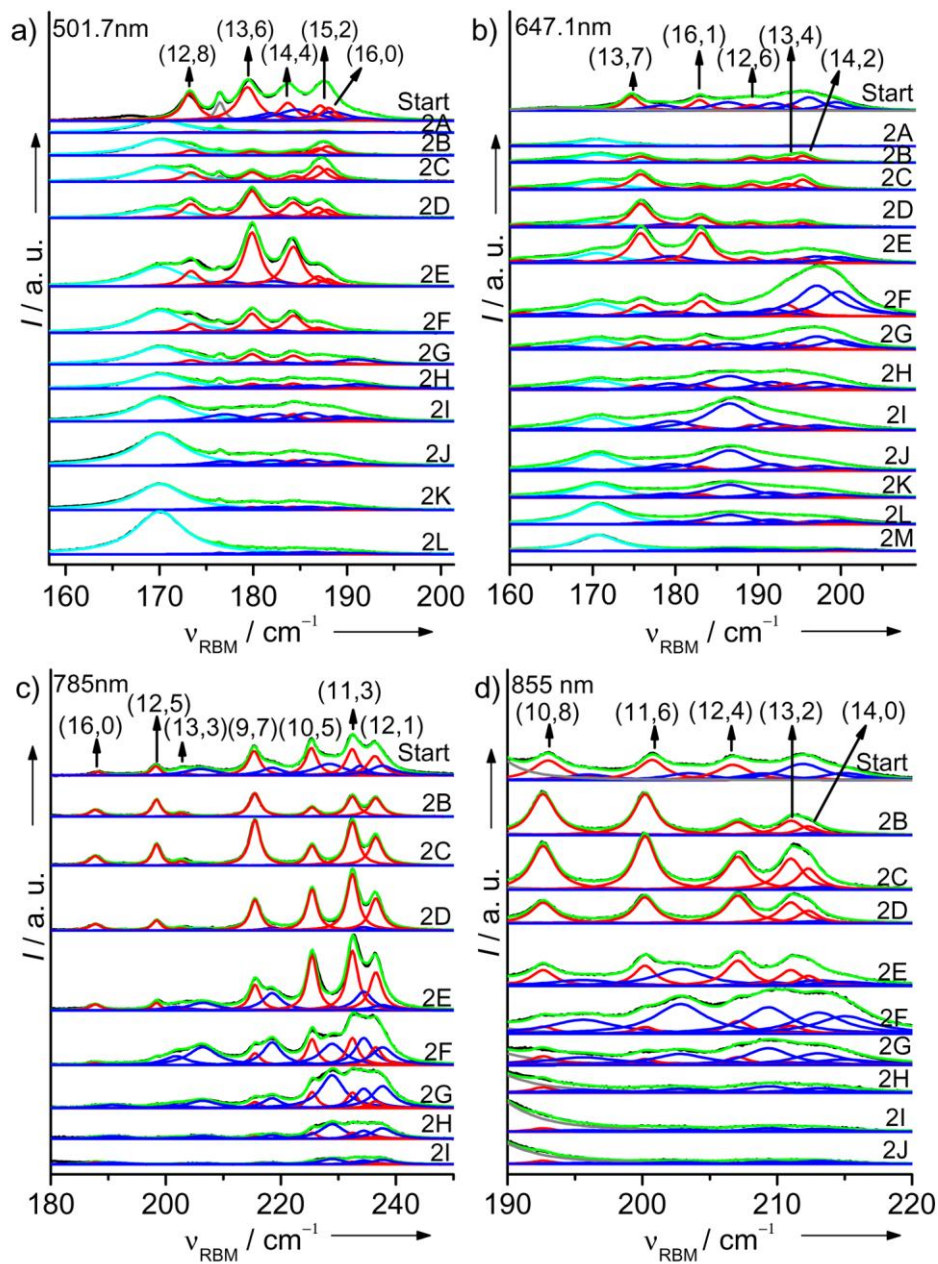 a) 501.7nm
(12,8) (13,6) (14,4) (15,2) (16,0)
Start
2A
2B
2C
2D
2E
2F
2G
2H
2I
2J
2K
2L
I / a. u.
160 170 180 190 200
νRBM / cm⁻¹
b) 647.1nm
(13,7) (16,1) (12,6) (13,4) (14,2)
Start
2A
2B
2C
2D
2E
2F
2G
2H
2I
2J
2K
2L
2M
I / a. u.
160 170 180 190 200
νRBM / cm⁻¹
c) 785nm
(16,0) (12,5) (13,3) (9,7) (10,5) (11,3) (12,1)
Start
2B
2C
2D
2E
2F
2G
2H
2I
I / a. u.
180 200 220 240
νRBM / cm⁻¹
d) 855 nm
(10,8) (11,6) (12,4) (13,2) (14,0)
Start
2B
2C
2D
2E
2F
2G
2H
2I
2J
I / a. u.
190 200 210 220
νRBM / cm⁻¹